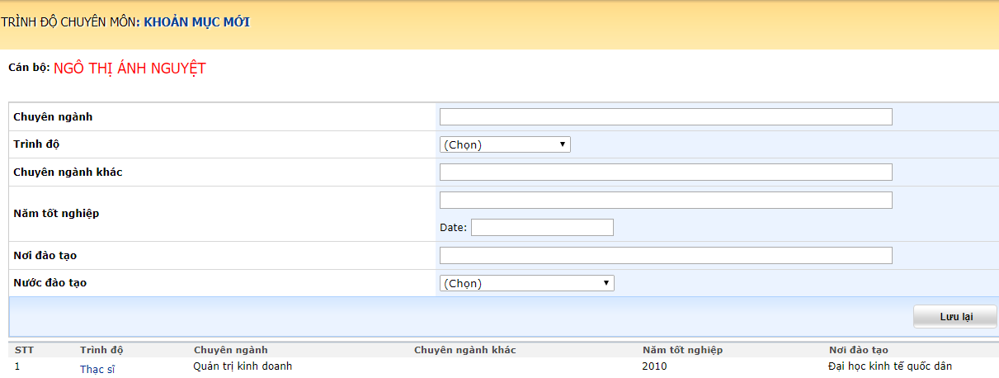 TRÌNH ĐỘ CHUYÊN MÔN: KHOẢN MỤC MỚI
Cán bộ: NGÔ THỊ ÁNH NGUYỆT
Chuyên ngành
Trình độ (Chọn)
Chuyên ngành khác
Năm tốt nghiệp
Date:
Nơi đào tạo
Nước đào tạo (Chọn)
Lưu lại
STT Trình độ Chuyên ngành Chuyên ngành khác Năm tốt nghiệp Nơi đào tạo
1 Thạc sĩ Quản trị kinh doanh 2010 Đại học kinh tế quốc dân